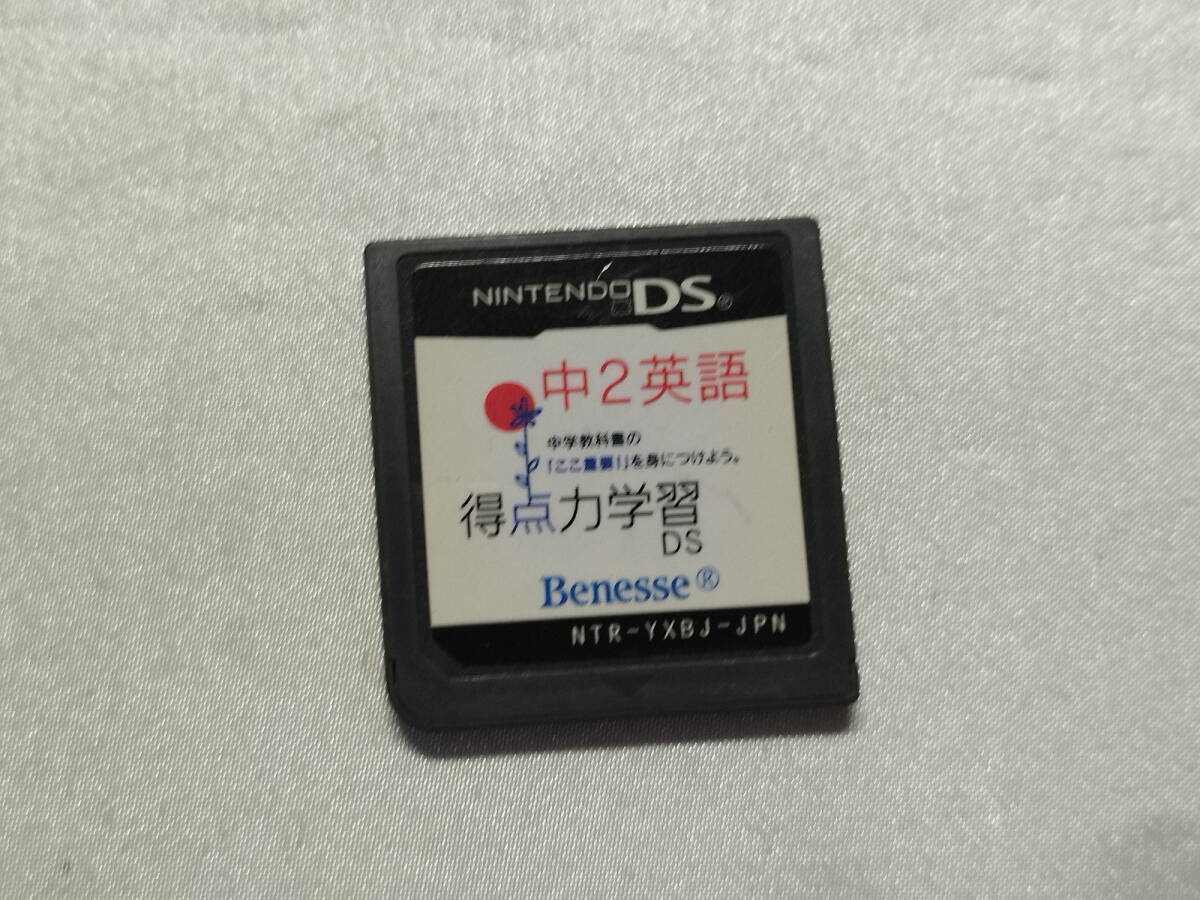 NINTENDO DS®
中2英語
中学教科書の
「ここ重要!」を身につけよう。
得点力学習
DS
Benesse®
NTR-YXBJ-JPN